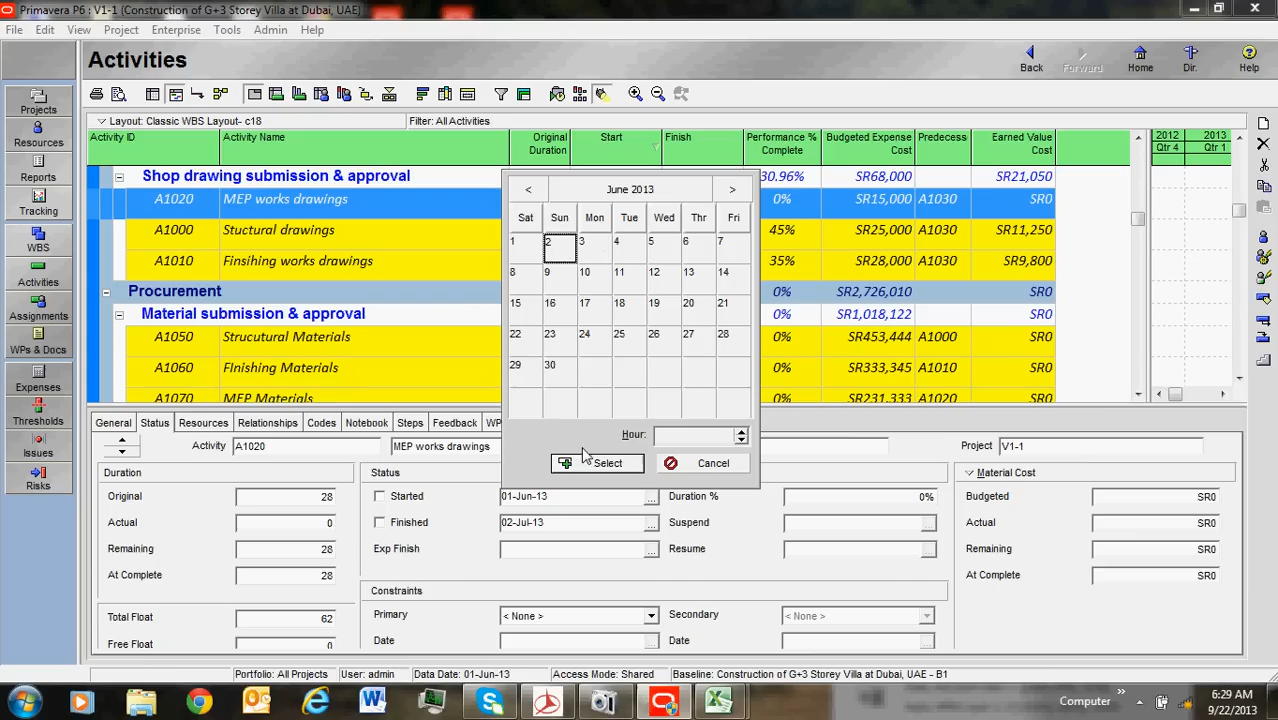 Primavera P6 : V1-1 (Construction of G+3 Storey Villa at Dubai, UAE)
File Edit View Project Enterprise Tools Admin Help
Activities
Back Forward Home Dir. Help
Layout: Classic WBS Layout- c18 Filter: All Activities
Projects
Resources
Reports
Tracking
WBS
Activities
Assignments
WPs & Docs
Expenses
Thresholds
Issues
Risks
Activity ID Activity Name Original Duration Start Finish Performance % Complete Budgeted Expense Cost Predecess Earned Value Cost
2012 2013
Qtr 4 Qtr 1
Shop drawing submission & approval 30.96% SR68,000 SR21,050
A1020 MEP works drawings 0% SR15,000 A1030 SR0
A1000 Stuctural drawings 45% SR25,000 A1030 SR11,250
A1010 Finsihing works drawings 35% SR28,000 A1030 SR9,800
Procurement 0% SR2,726,010 SR0
Material submission & approval 0% SR1,018,122 SR0
A1050 Strucutural Materials 0% SR453,444 A1000 SR0
A1060 FInishing Materials 0% SR333,345 A1010 SR0
A1070 MEP Materials 0% SR231,333 A1020 SR0
< June 2013 >
Sat Sun Mon Tue Wed Thr Fri
1 2 3 4 5 6 7
8 9 10 11 12 13 14
15 16 17 18 19 20 21
22 23 24 25 26 27 28
29 30
Hour:
Select Cancel
General Status Resources Relationships Codes Notebook Steps Feedback WP
Activity A1020 MEP works drawings Project V1-1
Duration
Original 28
Actual 0
Remaining 28
At Complete 28
Total Float 62
Free Float 0
Status
Started 01-Jun-13 ... Duration % 0%
Finished 02-Jul-13 ... Suspend ...
Exp Finish ... Resume ...
Constraints
Primary < None > Secondary < None >
Date ... Date ...
Material Cost
Budgeted SR0
Actual SR0
Remaining SR0
At Complete SR0
Portfolio: All Projects User: admin Data Date: 01-Jun-13 Access Mode: Shared Baseline: Construction of G+3 Storey Villa at Dubai, UAE - B1
Computer » 6:29 AM
9/22/2013